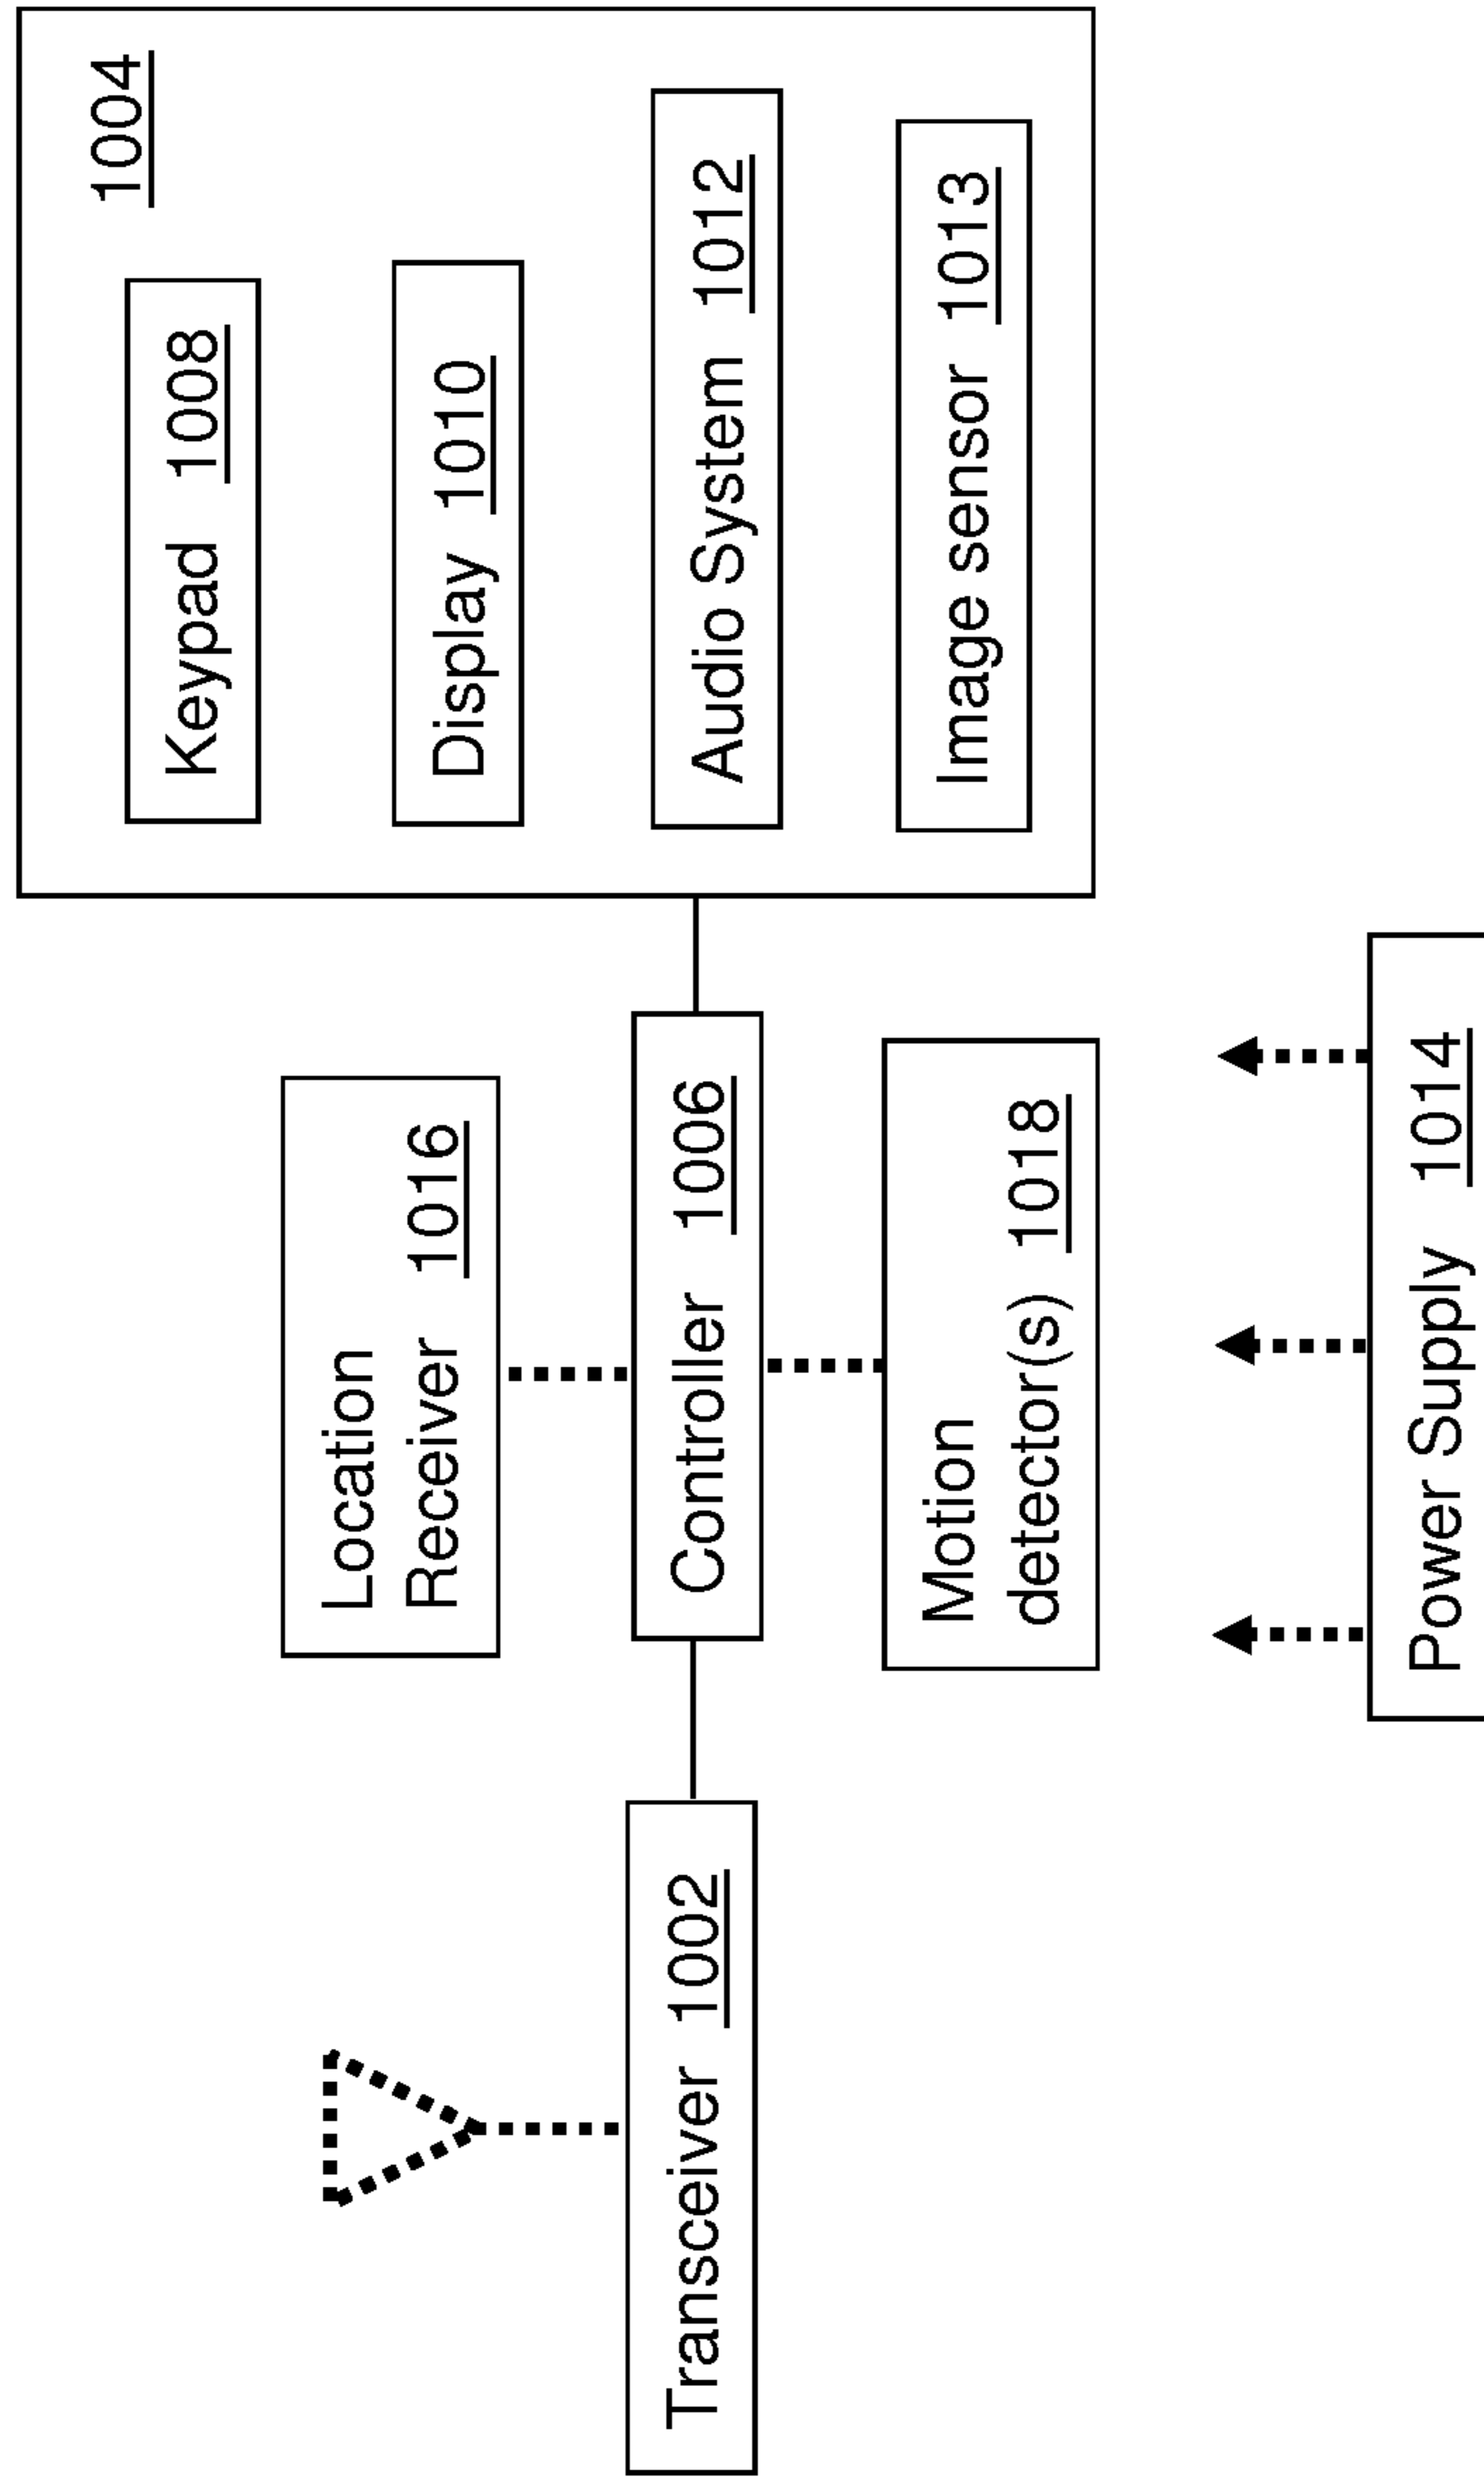 1004
Keypad 1008
Display 1010
Audio System 1012
Image sensor 1013
Location
Receiver 1016
Controller 1006
Motion
detector(s) 1018
Transceiver 1002
Power Supply 1014